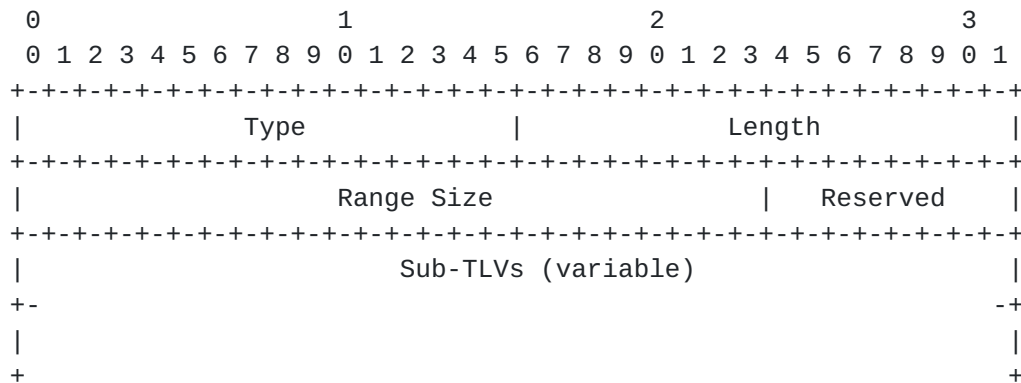 0                   1                   2                   3
 0 1 2 3 4 5 6 7 8 9 0 1 2 3 4 5 6 7 8 9 0 1 2 3 4 5 6 7 8 9 0 1
+-+-+-+-+-+-+-+-+-+-+-+-+-+-+-+-+-+-+-+-+-+-+-+-+-+-+-+-+-+-+-+-+
|              Type             |             Length            |
+-+-+-+-+-+-+-+-+-+-+-+-+-+-+-+-+-+-+-+-+-+-+-+-+-+-+-+-+-+-+-+-+
|                    Range Size                 |   Reserved    |
+-+-+-+-+-+-+-+-+-+-+-+-+-+-+-+-+-+-+-+-+-+-+-+-+-+-+-+-+-+-+-+-+
|                        Sub-TLVs (variable)                    |
+-                                                             -+
|                                                               |
+                                                               +